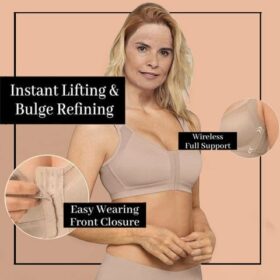 Instant Lifting &
Bulge Refining
Wireless
Full Support
Easy Wearing
Front Closure